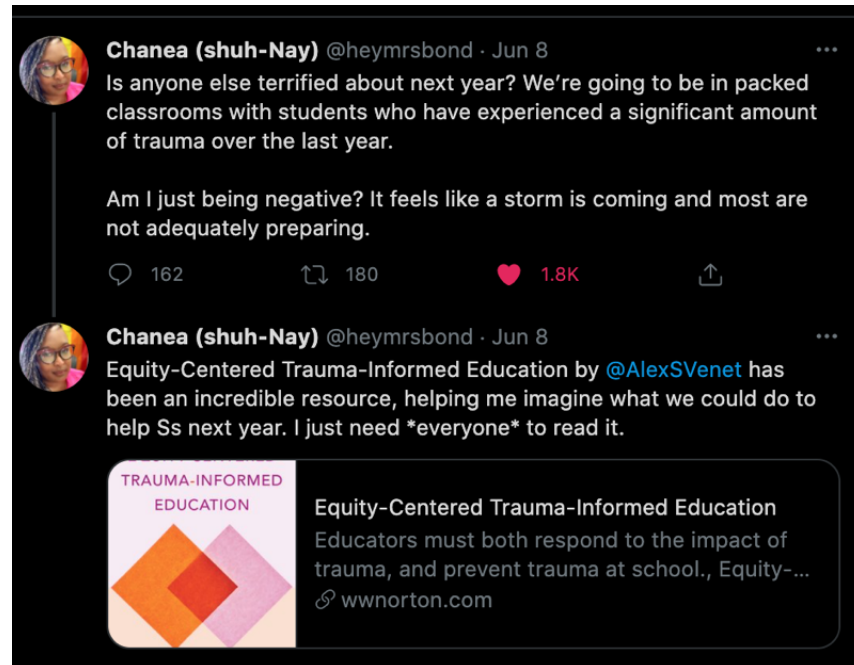 Chanea (shuh-Nay) @heymrsbond · Jun 8
Is anyone else terrified about next year? We’re going to be in packed
classrooms with students who have experienced a significant amount
of trauma over the last year.
Am I just being negative? It feels like a storm is coming and most are
not adequately preparing.
162 180 1.8K
Chanea (shuh-Nay) @heymrsbond · Jun 8
Equity-Centered Trauma-Informed Education by @AlexSVenet has
been an incredible resource, helping me imagine what we could do to
help Ss next year. I just need *everyone* to read it.
TRAUMA-INFORMED
EDUCATION
Equity-Centered Trauma-Informed Education
Educators must both respond to the impact of
trauma, and prevent trauma at school., Equity-...
wwnorton.com